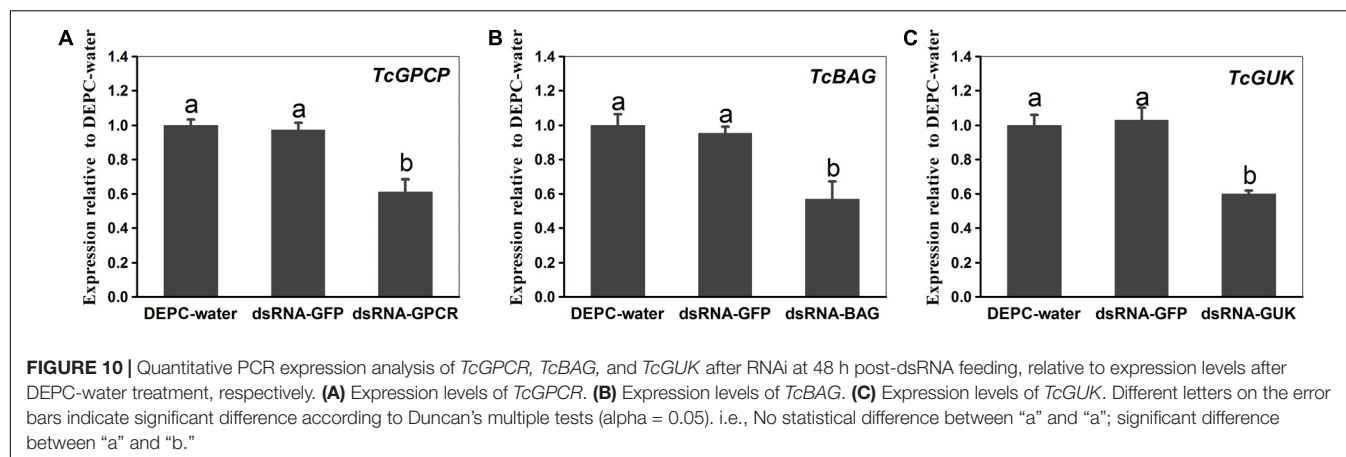 A
Expression relative to DEPC-water
1.4
1.2
1.0
0.8
0.6
0.4
0.2
0.0
TcGPCP
a
a
b
DEPC-water dsRNA-GFP dsRNA-GPCR
B
Expression relative to DEPC-water
1.4
1.2
1.0
0.8
0.6
0.4
0.2
0.0
TcBAG
a
a
b
DEPC-water dsRNA-GFP dsRNA-BAG
C
Expression relative to DEPC-water
1.4
1.2
1.0
0.8
0.6
0.4
0.2
0.0
TcGUK
a
a
b
DEPC-water dsRNA-GFP dsRNA-GUK
FIGURE 10 | Quantitative PCR expression analysis of TcGPCR, TcBAG, and TcGUK after RNAi at 48 h post-dsRNA feeding, relative to expression levels after
DEPC-water treatment, respectively. (A) Expression levels of TcGPCR. (B) Expression levels of TcBAG. (C) Expression levels of TcGUK. Different letters on the error
bars indicate significant difference according to Duncan's multiple tests (alpha = 0.05). i.e., No statistical difference between “a” and “a”; significant difference
between “a” and “b.”